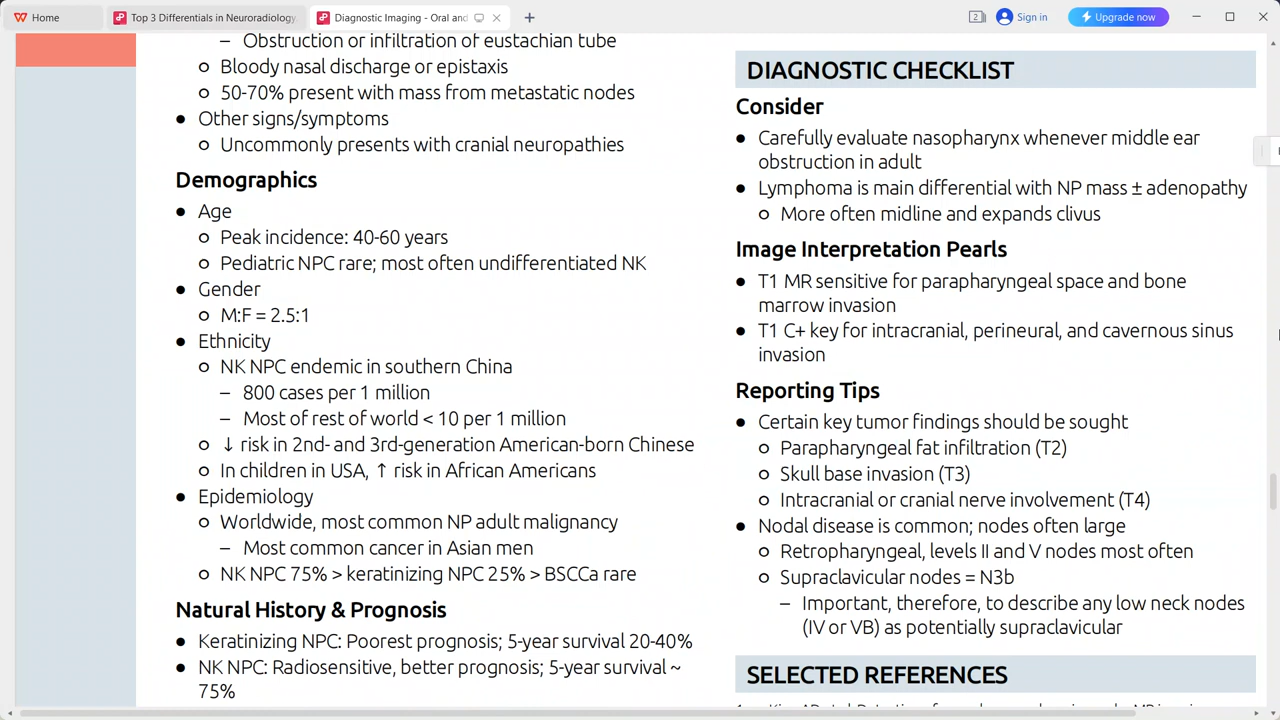 Home
Top 3 Differentials in Neuroradiology.
Diagnostic Imaging - Oral and
2
Sign in
Upgrade now
– Obstruction or infiltration of eustachian tube
o Bloody nasal discharge or epistaxis
o 50-70% present with mass from metastatic nodes
• Other signs/symptoms
o Uncommonly presents with cranial neuropathies
Demographics
• Age
o Peak incidence: 40-60 years
o Pediatric NPC rare; most often undifferentiated NK
• Gender
o M:F = 2.5:1
• Ethnicity
o NK NPC endemic in southern China
– 800 cases per 1 million
– Most of rest of world < 10 per 1 million
o ↓ risk in 2nd- and 3rd-generation American-born Chinese
o In children in USA, ↑ risk in African Americans
• Epidemiology
o Worldwide, most common NP adult malignancy
– Most common cancer in Asian men
o NK NPC 75% > keratinizing NPC 25% > BSCCa rare
Natural History & Prognosis
• Keratinizing NPC: Poorest prognosis; 5-year survival 20-40%
• NK NPC: Radiosensitive, better prognosis; 5-year survival ~
75%
DIAGNOSTIC CHECKLIST
Consider
• Carefully evaluate nasopharynx whenever middle ear
obstruction in adult
• Lymphoma is main differential with NP mass ± adenopathy
o More often midline and expands clivus
Image Interpretation Pearls
• T1 MR sensitive for parapharyngeal space and bone
marrow invasion
• T1 C+ key for intracranial, perineural, and cavernous sinus
invasion
Reporting Tips
• Certain key tumor findings should be sought
o Parapharyngeal fat infiltration (T2)
o Skull base invasion (T3)
o Intracranial or cranial nerve involvement (T4)
• Nodal disease is common; nodes often large
o Retropharyngeal, levels II and V nodes most often
o Supraclavicular nodes = N3b
– Important, therefore, to describe any low neck nodes
(IV or VB) as potentially supraclavicular
SELECTED REFERENCES